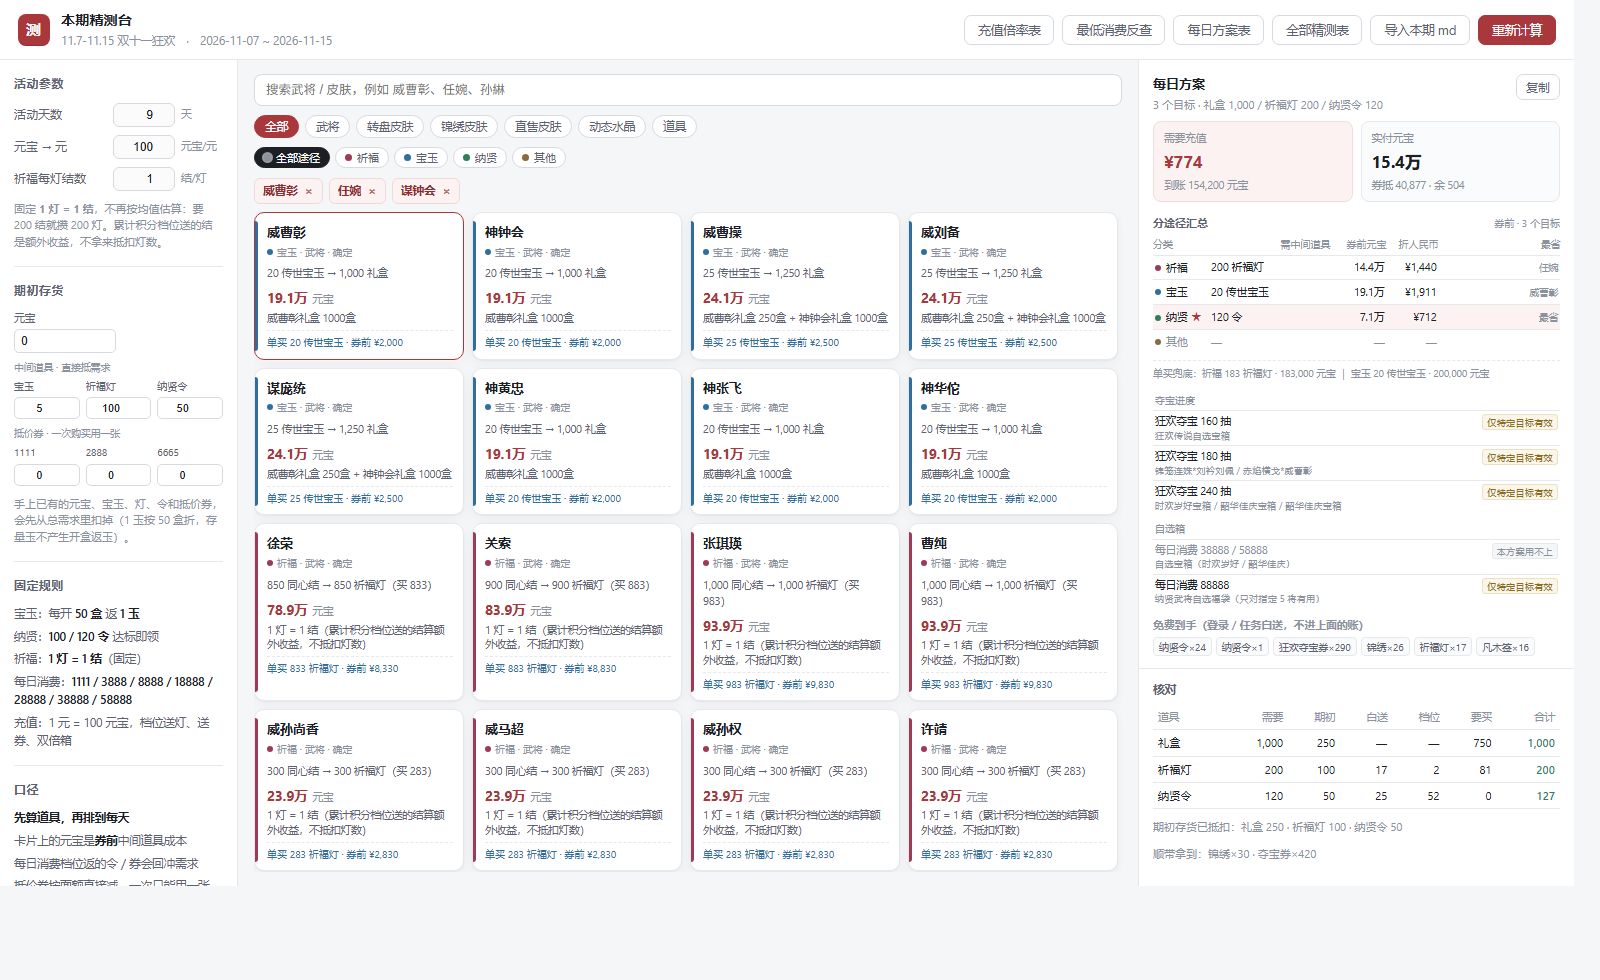 测
本期精测台
11.7-11.15 双十一狂欢 · 2026-11-07 ~ 2026-11-15
充值倍率表
最低消费反查
每日方案表
全部精测表
导入本期 md
重新计算
活动参数
活动天数 9 天
元宝 → 元 100 元宝/元
祈福每灯结数 1 结/灯
固定 1 灯 = 1 结，不再按均值估算：要
200 结就攒 200 灯。累计积分档位送的结
是额外收益，不拿来抵扣灯数。
期初存货
元宝
0
中间道具 · 直接抵需求
宝玉 祈福灯 纳贤令
5 100 50
抵价券 · 一次购买用一张
1111 2888 6665
0 0 0
手上已有的元宝、宝玉、灯、令和抵价券，
会先从总需求里扣掉（1 玉按 50 盒折，存
量玉不产生开盒返玉）。
固定规则
宝玉：每开 50 盒 返 1 玉
纳贤：100 / 120 令 达标即领
祈福：1 灯 = 1 结（固定）
每日消费：1111 / 3888 / 8888 / 18888 /
28888 / 38888 / 58888
充值：1 元 = 100 元宝，档位送灯、送
券、双倍箱
口径
先算道具，再排到每天
卡片上的元宝是券前中间道具成本
每日消费档位返的令 / 券会回冲需求
抵价券按面额直接减，一次只能用一张
搜索武将 / 皮肤，例如 威曹彰、任婉、孙綝
全部 武将 转盘皮肤 锦绣皮肤 直售皮肤 动态水晶 道具
全部途径 祈福 宝玉 纳贤 其他
威曹彰 × 任婉 × 谋钟会 ×
威曹彰
宝玉 · 武将 · 确定
20 传世宝玉 → 1,000 礼盒
19.1万 元宝
威曹彰礼盒 1000盒
单买 20 传世宝玉 · 券前 ¥2,000
神钟会
宝玉 · 武将 · 确定
20 传世宝玉 → 1,000 礼盒
19.1万 元宝
威曹彰礼盒 1000盒
单买 20 传世宝玉 · 券前 ¥2,000
威曹操
宝玉 · 武将 · 确定
25 传世宝玉 → 1,250 礼盒
24.1万 元宝
威曹彰礼盒 250盒 + 神钟会礼盒 1000盒
单买 25 传世宝玉 · 券前 ¥2,500
威刘备
宝玉 · 武将 · 确定
25 传世宝玉 → 1,250 礼盒
24.1万 元宝
威曹彰礼盒 250盒 + 神钟会礼盒 1000盒
单买 25 传世宝玉 · 券前 ¥2,500
谋庞统
宝玉 · 武将 · 确定
25 传世宝玉 → 1,250 礼盒
24.1万 元宝
威曹彰礼盒 250盒 + 神钟会礼盒 1000盒
单买 25 传世宝玉 · 券前 ¥2,500
神黄忠
宝玉 · 武将 · 确定
20 传世宝玉 → 1,000 礼盒
19.1万 元宝
威曹彰礼盒 1000盒
单买 20 传世宝玉 · 券前 ¥2,000
神张飞
宝玉 · 武将 · 确定
20 传世宝玉 → 1,000 礼盒
19.1万 元宝
威曹彰礼盒 1000盒
单买 20 传世宝玉 · 券前 ¥2,000
神华佗
宝玉 · 武将 · 确定
20 传世宝玉 → 1,000 礼盒
19.1万 元宝
威曹彰礼盒 1000盒
单买 20 传世宝玉 · 券前 ¥2,000
徐荣
祈福 · 武将 · 确定
850 同心结 → 850 祈福灯（买 833）
78.9万 元宝
1 灯 = 1 结（累计积分档位送的结算额
外收益，不抵扣灯数）
单买 833 祈福灯 · 券前 ¥8,330
关索
祈福 · 武将 · 确定
900 同心结 → 900 祈福灯（买 883）
83.9万 元宝
1 灯 = 1 结（累计积分档位送的结算额
外收益，不抵扣灯数）
单买 883 祈福灯 · 券前 ¥8,830
张琪瑛
祈福 · 武将 · 确定
1,000 同心结 → 1,000 祈福灯（买
983）
93.9万 元宝
1 灯 = 1 结（累计积分档位送的结算额
外收益，不抵扣灯数）
单买 983 祈福灯 · 券前 ¥9,830
曹纯
祈福 · 武将 · 确定
1,000 同心结 → 1,000 祈福灯（买
983）
93.9万 元宝
1 灯 = 1 结（累计积分档位送的结算额
外收益，不抵扣灯数）
单买 983 祈福灯 · 券前 ¥9,830
威孙尚香
祈福 · 武将 · 确定
300 同心结 → 300 祈福灯（买 283）
23.9万 元宝
1 灯 = 1 结（累计积分档位送的结算额
外收益，不抵扣灯数）
单买 283 祈福灯 · 券前 ¥2,830
威马超
祈福 · 武将 · 确定
300 同心结 → 300 祈福灯（买 283）
23.9万 元宝
1 灯 = 1 结（累计积分档位送的结算额
外收益，不抵扣灯数）
单买 283 祈福灯 · 券前 ¥2,830
威孙权
祈福 · 武将 · 确定
300 同心结 → 300 祈福灯（买 283）
23.9万 元宝
1 灯 = 1 结（累计积分档位送的结算额
外收益，不抵扣灯数）
单买 283 祈福灯 · 券前 ¥2,830
许靖
祈福 · 武将 · 确定
300 同心结 → 300 祈福灯（买 283）
23.9万 元宝
1 灯 = 1 结（累计积分档位送的结算额
外收益，不抵扣灯数）
单买 283 祈福灯 · 券前 ¥2,830
每日方案
复制
3 个目标 · 礼盒 1,000 / 祈福灯 200 / 纳贤令 120
需要充值
¥774
到账 154,200 元宝
实付元宝
15.4万
券抵 40,877 · 余 504
分途径汇总 券前 · 3 个目标
分类 需中间道具 券前元宝 折人民币 最省
祈福 200 祈福灯 14.4万 ¥1,440 任婉
宝玉 20 传世宝玉 19.1万 ¥1,911 威曹彰
纳贤 ★ 120 令 7.1万 ¥712 最省
其他 — — —
单买兜底：祈福 183 祈福灯 · 183,000 元宝 | 宝玉 20 传世宝玉 · 200,000 元宝
夺宝进度
狂欢夺宝 160 抽 仅特定目标有效
狂欢传说自选宝箱
狂欢夺宝 180 抽 仅特定目标有效
锦笼连姝*刘衿刘佩 / 赤焰横戈*威曹彰
狂欢夺宝 240 抽 仅特定目标有效
时欢岁好宝箱 / 韶华佳庆宝箱 / 韶华佳庆宝箱
自选箱
每日消费 38888 / 58888 本方案用不上
自选宝箱（时欢岁好 / 韶华佳庆）
每日消费 88888 仅特定目标有效
纳贤武将自选福袋（只对指定 5 将有用）
免费到手（登录 / 任务白送，不进上面的账）
纳贤令×24 纳贤令×1 狂欢夺宝券×290 锦绣×26 祈福灯×17 凡木签×16
核对
道具 需要 期初 白送 档位 要买 合计
礼盒 1,000 250 — — 750 1,000
祈福灯 200 100 17 2 81 200
纳贤令 120 50 25 52 0 127
期初存货已抵扣：礼盒 250 · 祈福灯 100 · 纳贤令 50
顺带拿到：锦绣×30 · 夺宝券×420